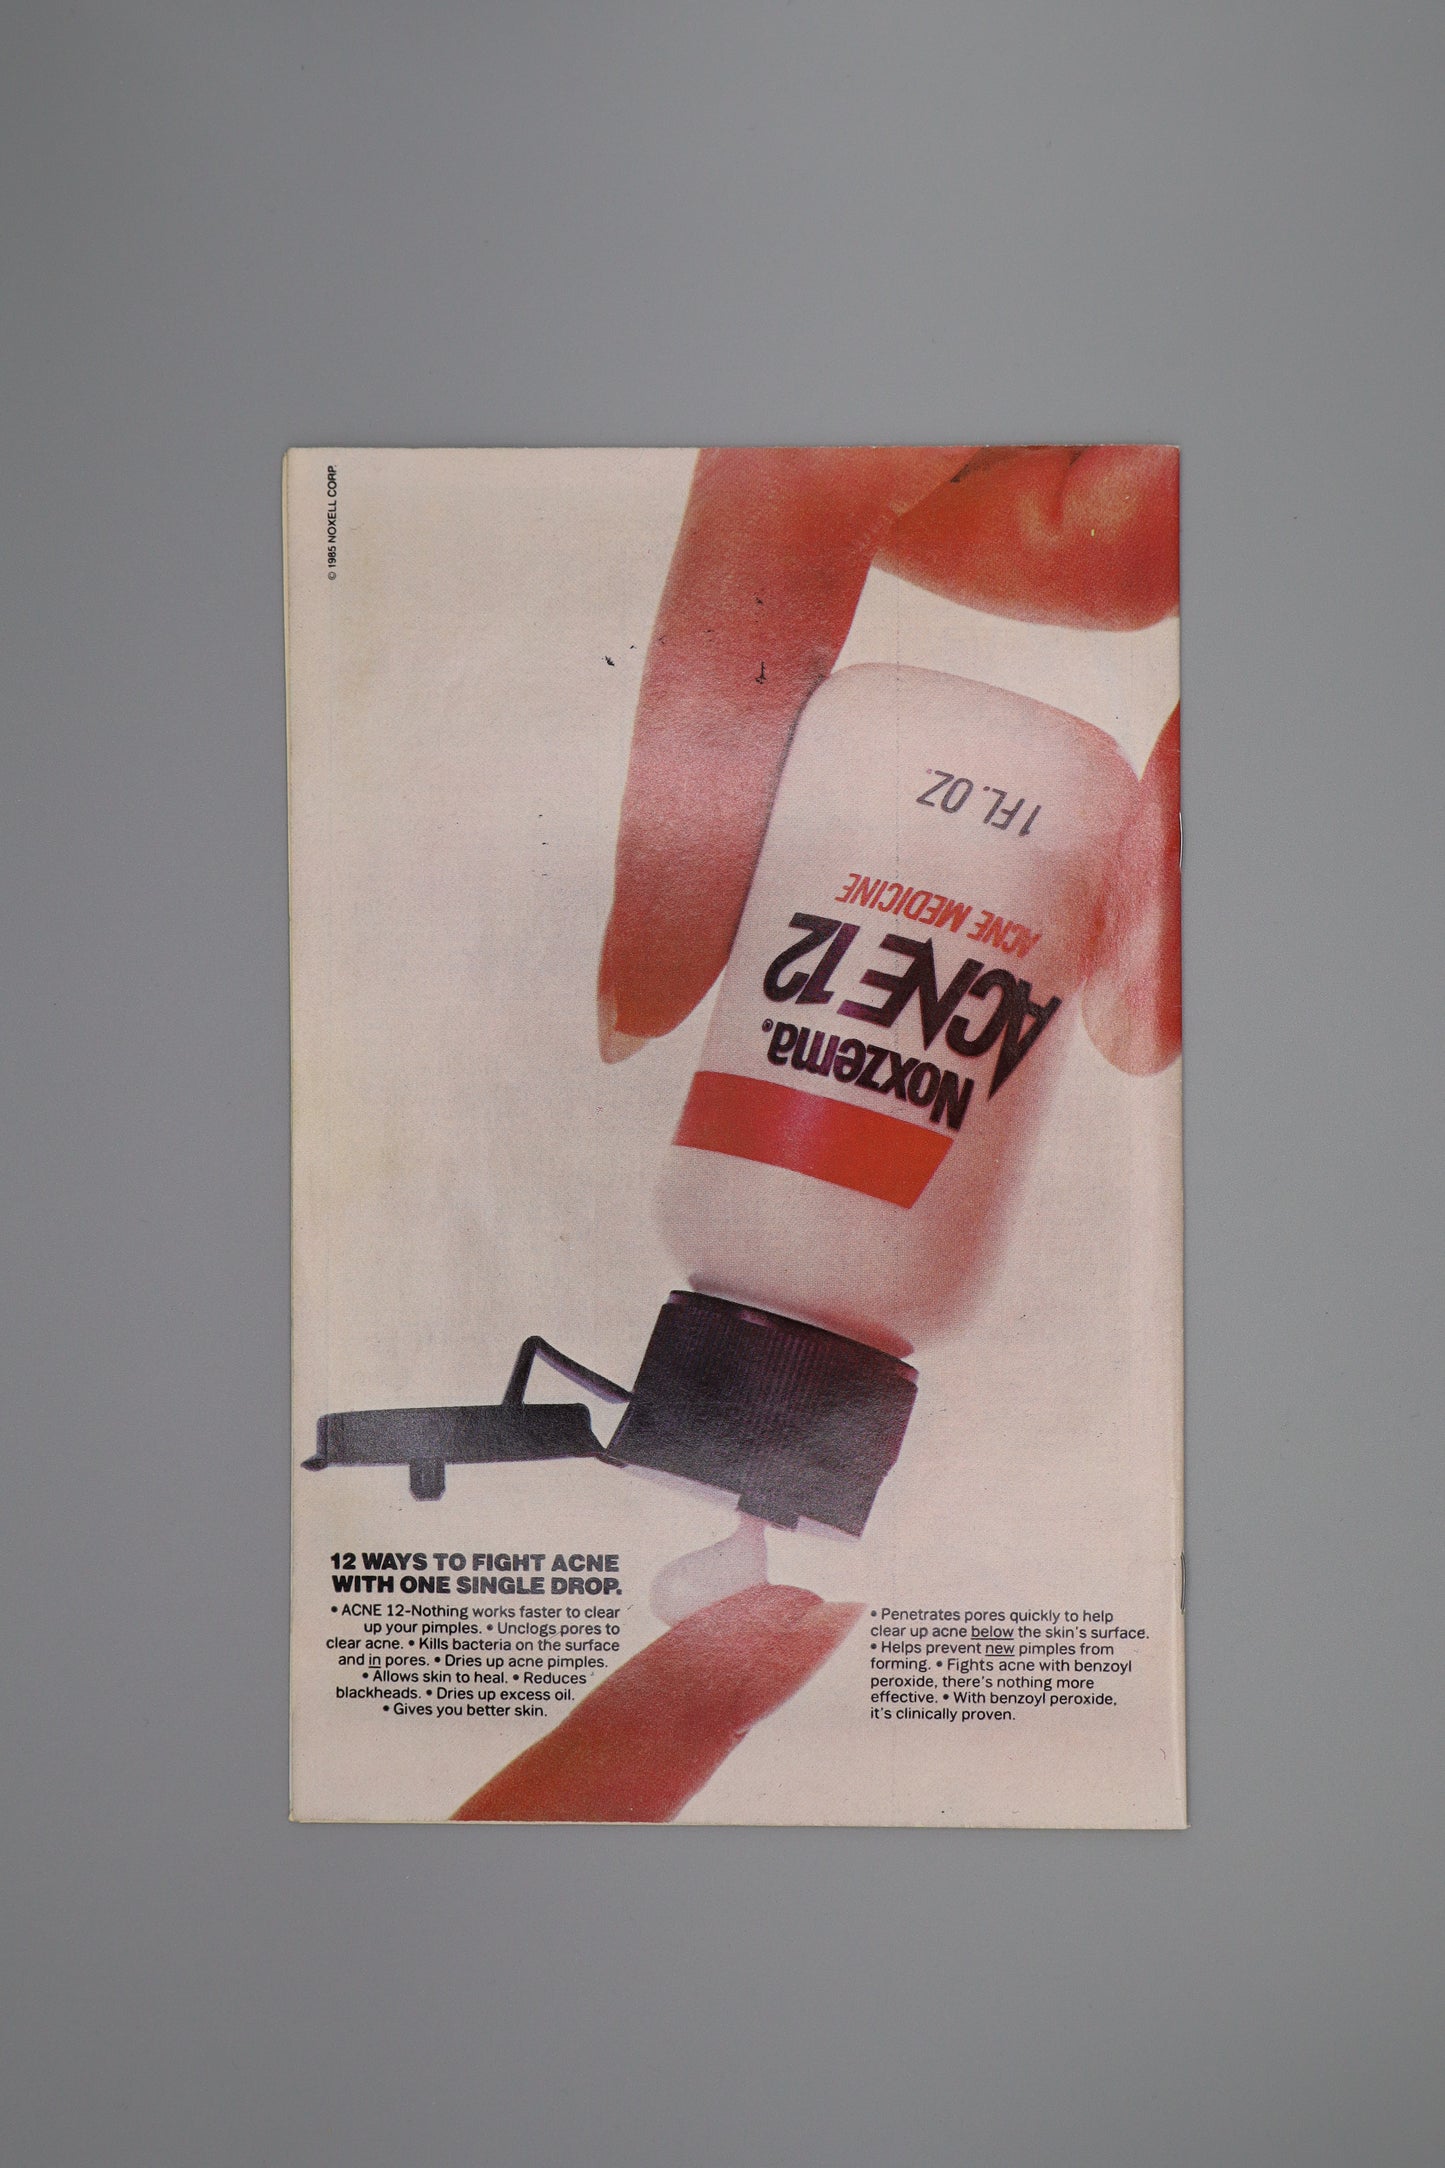 © 1985 NOXELL CORP.
1 FL. OZ.
ACNE MEDICINE
ACNE 12
Noxzema®
12 WAYS TO FIGHT ACNE
WITH ONE SINGLE DROP.
• ACNE 12-Nothing works faster to clear
up your pimples. • Unclogs pores to
clear acne. • Kills bacteria on the surface
and in pores. • Dries up acne pimples.
• Allows skin to heal. • Reduces
blackheads. • Dries up excess oil.
• Gives you better skin.
• Penetrates pores quickly to help
clear up acne below the skin's surface.
• Helps prevent new pimples from
forming. • Fights acne with benzoyl
peroxide, there's nothing more
effective. • With benzoyl peroxide,
it's clinically proven.